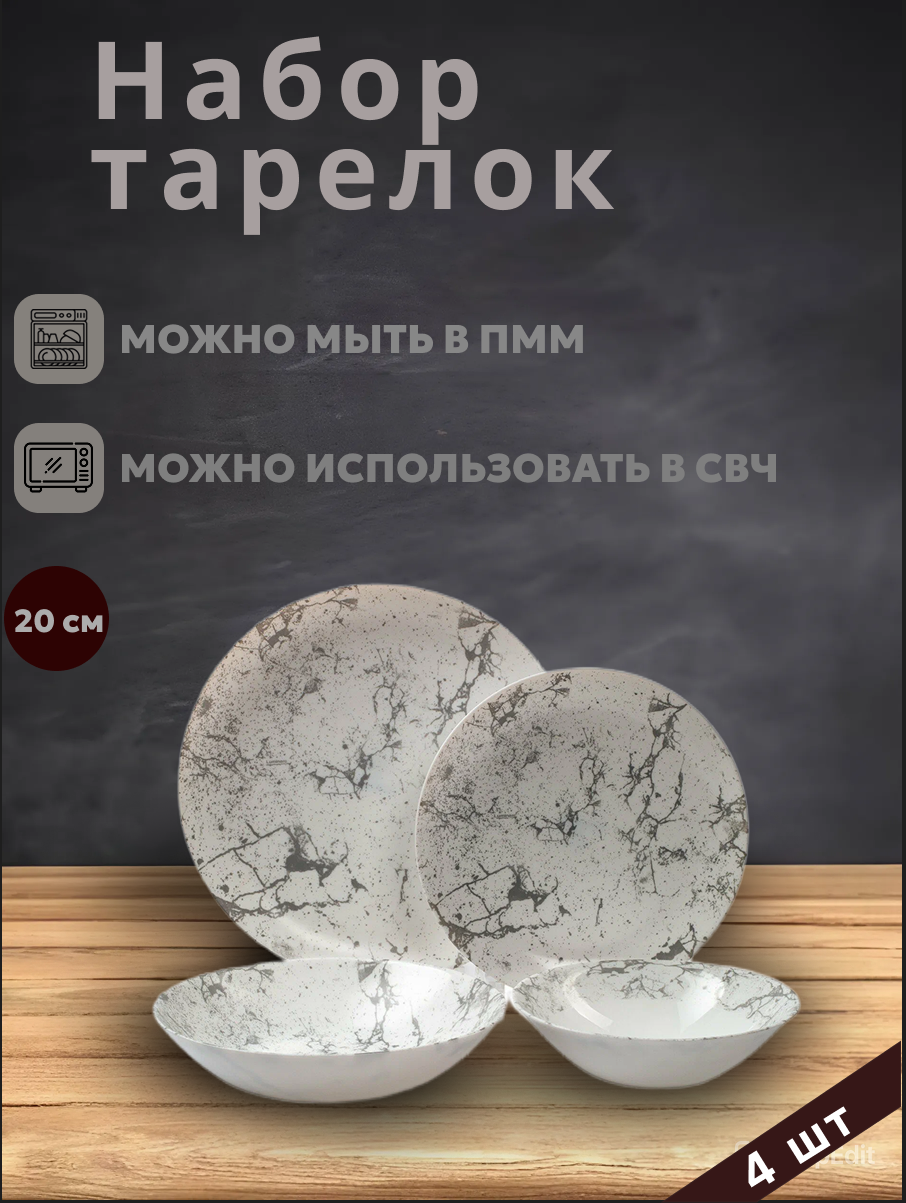 Набор
тарелок
МОЖНО МЫТЬ В ПММ
МОЖНО ИСПОЛЬЗОВАТЬ В СВЧ
20 см
4 шт